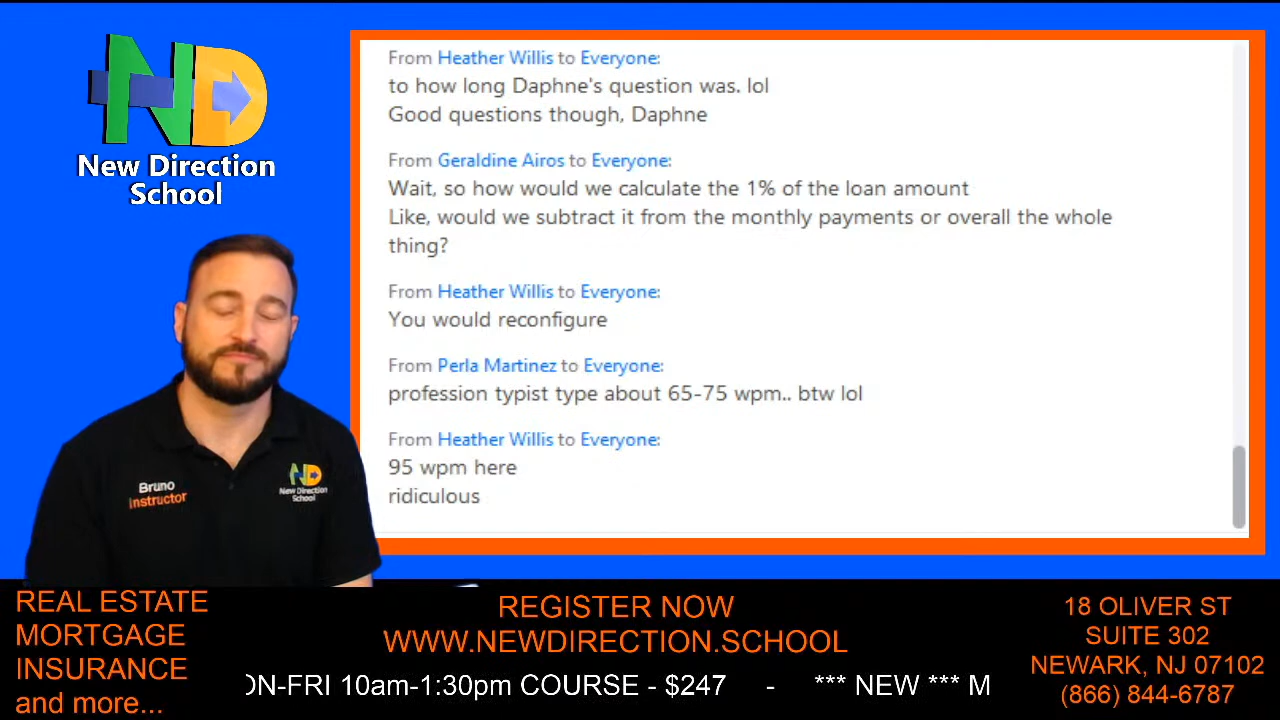 ND
New Direction
School
From Heather Willis to Everyone:
to how long Daphne's question was. lol
Good questions though, Daphne
From Geraldine Airos to Everyone:
Wait, so how would we calculate the 1% of the loan amount
Like, would we subtract it from the monthly payments or overall the whole
thing?
From Heather Willis to Everyone:
You would reconfigure
From Perla Martinez to Everyone:
profession typist type about 65-75 wpm.. btw lol
From Heather Willis to Everyone:
95 wpm here
ridiculous
Bruno
Instructor
ND
New Direction
School
REAL ESTATE
MORTGAGE
INSURANCE
and more...
REGISTER NOW
WWW.NEWDIRECTION.SCHOOL
ON-FRI 10am-1:30pm COURSE - $247 - *** NEW *** M
18 OLIVER ST
SUITE 302
NEWARK, NJ 07102
(866) 844-6787